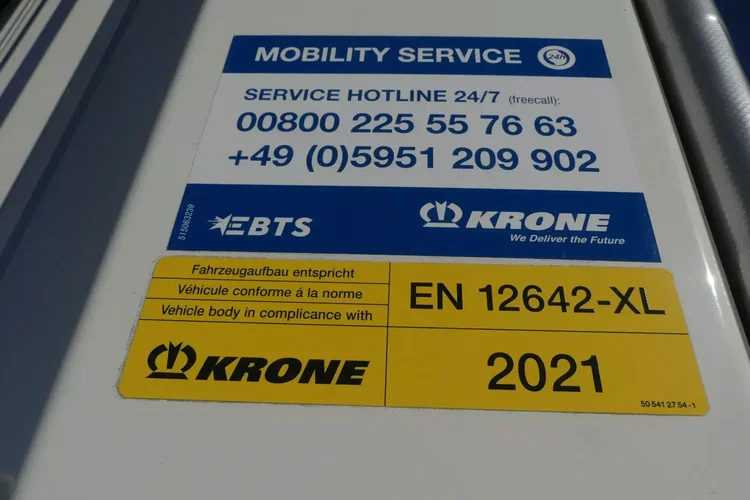 MOBILITY SERVICE 24h
SERVICE HOTLINE 24/7 (freecall):
00800 225 55 76 63
+49 (0)5951 209 902
515083239
EBTS
KRONE
We Deliver the Future
Fahrzeugaufbau entspricht
Véhicule conforme á la norme
Vehicle body in complicance with
EN 12642-XL
KRONE
2021
50 541 27 54-1